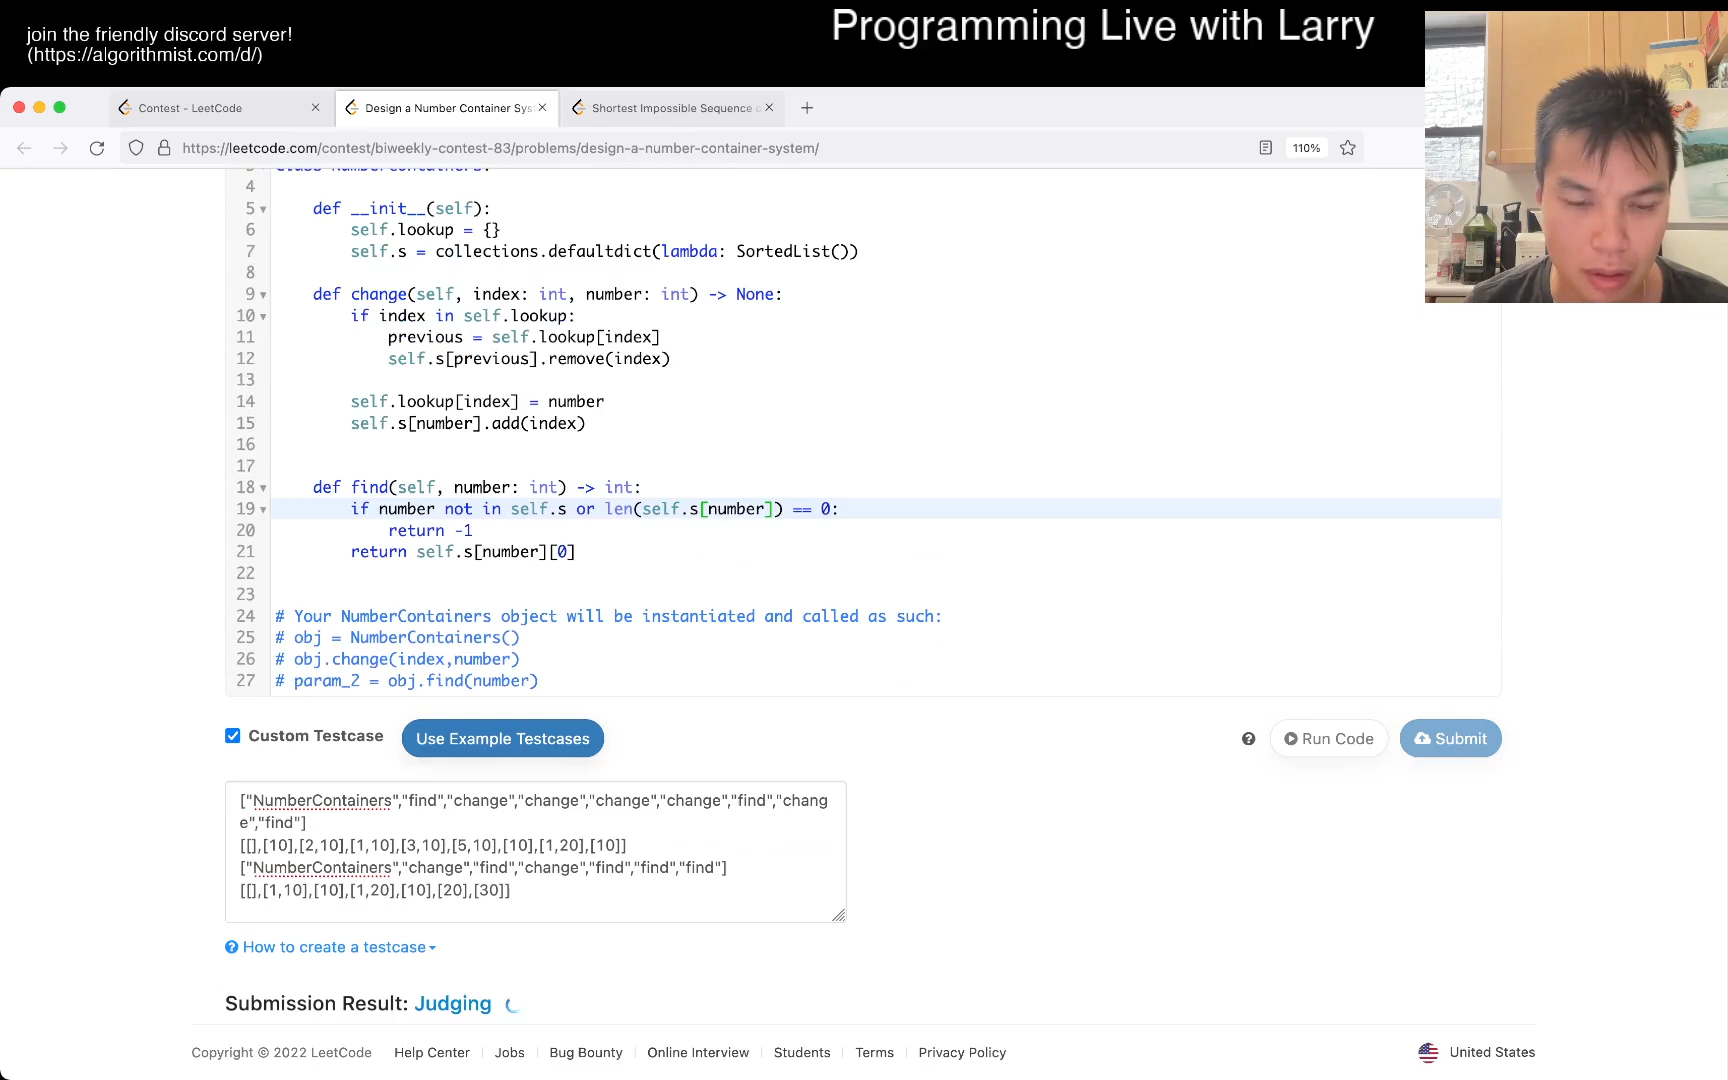 join the friendly discord server!
(https://algorithmist.com/d/)
Programming Live with Larry
Contest - LeetCode
Design a Number Container Sys
Shortest Impossible Sequence o
https://leetcode.com/contest/biweekly-contest-83/problems/design-a-number-container-system/
110%
4
5 def __init__(self):
6 self.lookup = {}
7 self.s = collections.defaultdict(lambda: SortedList())
8
9 def change(self, index: int, number: int) -> None:
10 if index in self.lookup:
11 previous = self.lookup[index]
12 self.s[previous].remove(index)
13
14 self.lookup[index] = number
15 self.s[number].add(index)
16
17
18 def find(self, number: int) -> int:
19 if number not in self.s or len(self.s[number]) == 0:
20 return -1
21 return self.s[number][0]
22
23
24 # Your NumberContainers object will be instantiated and called as such:
25 # obj = NumberContainers()
26 # obj.change(index,number)
27 # param_2 = obj.find(number)
Custom Testcase
Use Example Testcases
Run Code
Submit
["NumberContainers","find","change","change","change","change","find","chang
e","find"]
[[],[10],[2,10],[1,10],[3,10],[5,10],[10],[1,20],[10]]
["NumberContainers","change","find","change","find","find","find"]
[[],[1,10],[10],[1,20],[10],[20],[30]]
How to create a testcase
Submission Result: Judging
Copyright © 2022 LeetCode Help Center Jobs Bug Bounty Online Interview Students Terms Privacy Policy United States